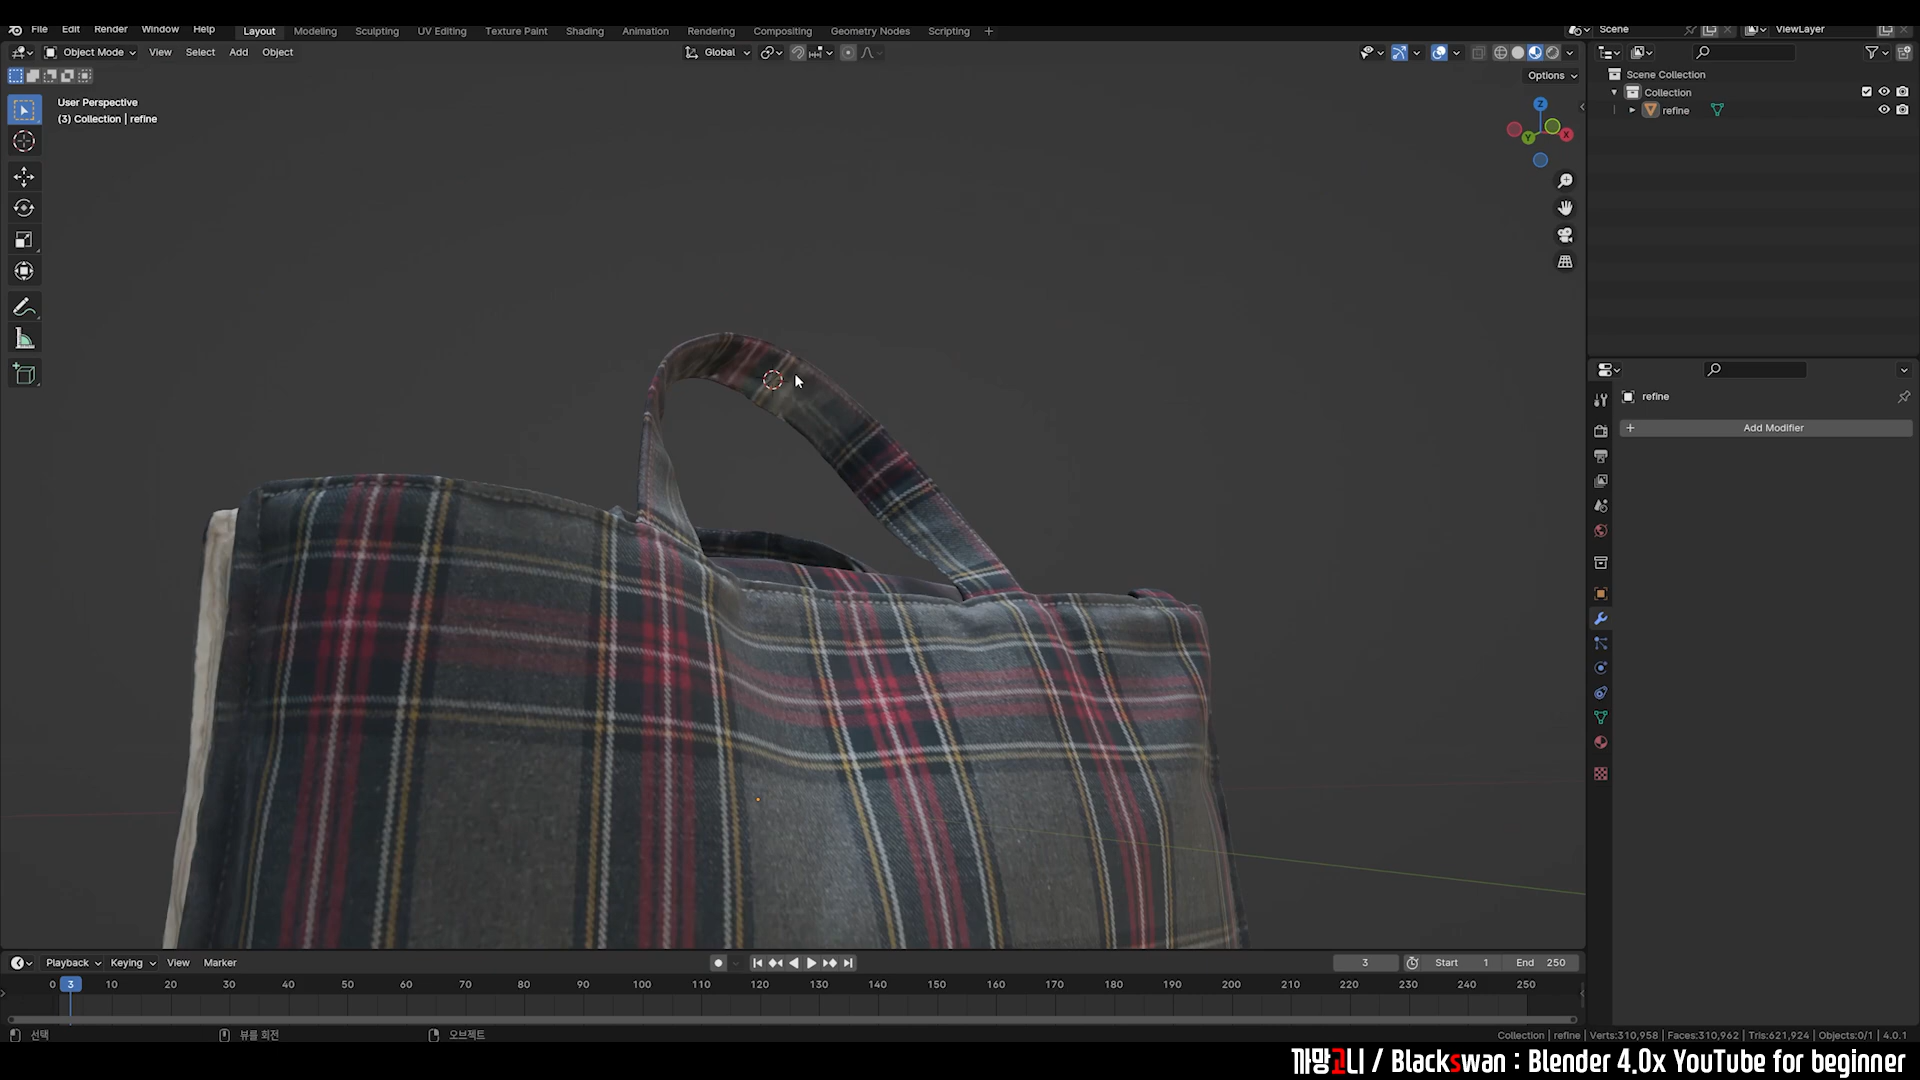 File Edit Render Window Help Layout Modeling Sculpting UV Editing Texture Paint Shading Animation Rendering Compositing Geometry Nodes Scripting + Scene ViewLayer
Object Mode View Select Add Object Global
Options
User Perspective
(3) Collection | refine
Z
X
Y
Scene Collection
Collection
refine
refine
+ Add Modifier
Playback Keying View Marker 3 Start 1 End 250
0 3 10 20 30 40 50 60 70 80 90 100 110 120 130 140 150 160 170 180 190 200 210 220 230 240 250
선택 뷰를 회전 오브젝트 Collection | refine | Verts:310,958 | Faces:310,962 | Tris:621,924 | Objects:0/1 | 4.0.1
까망고니 / Blackswan : Blender 4.0x YouTube for beginner